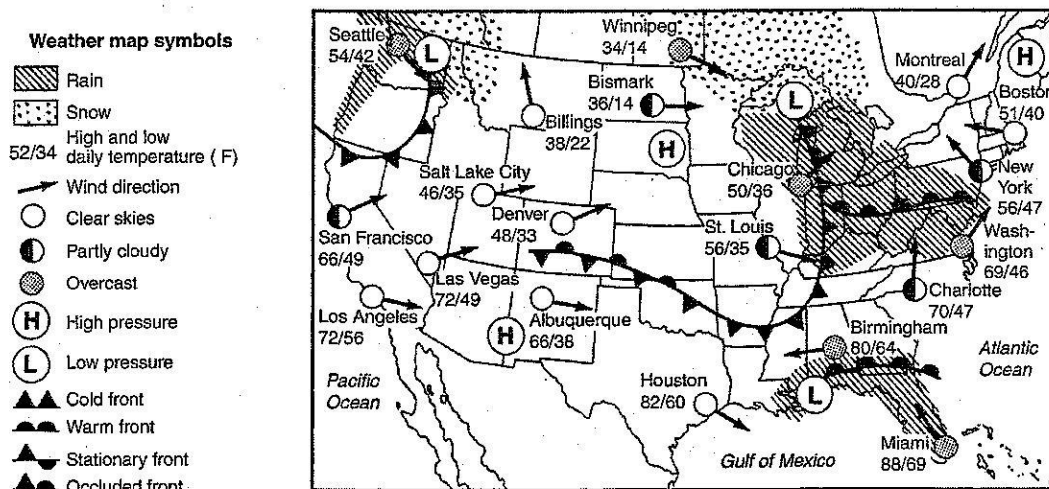 Weather map symbols
Rain
Snow
52/34 High and low
daily temperature ( F)
Wind direction
Clear skies
Partly cloudy
Overcast
H High pressure
L Low pressure
Cold front
Warm front
Stationary front
Occluded front
Seattle
54/42
L
Winnipeg
34/14
Montreal
40/28
H
Boston
51/40
Bismark
36/14
Billings
38/22
L
H
Salt Lake City
46/35
Chicago
50/36
New
York
56/47
Denver
48/33
St. Louis
56/35
Wash-
ington
69/46
San Francisco
66/49
Las Vegas
72/49
Charlotte
70/47
Los Angeles
72/56
H
Albuquerque
66/38
Birmingham
80/64
Atlantic
Ocean
Pacific
Ocean
Houston
82/60
L
Miami
88/69
Gulf of Mexico